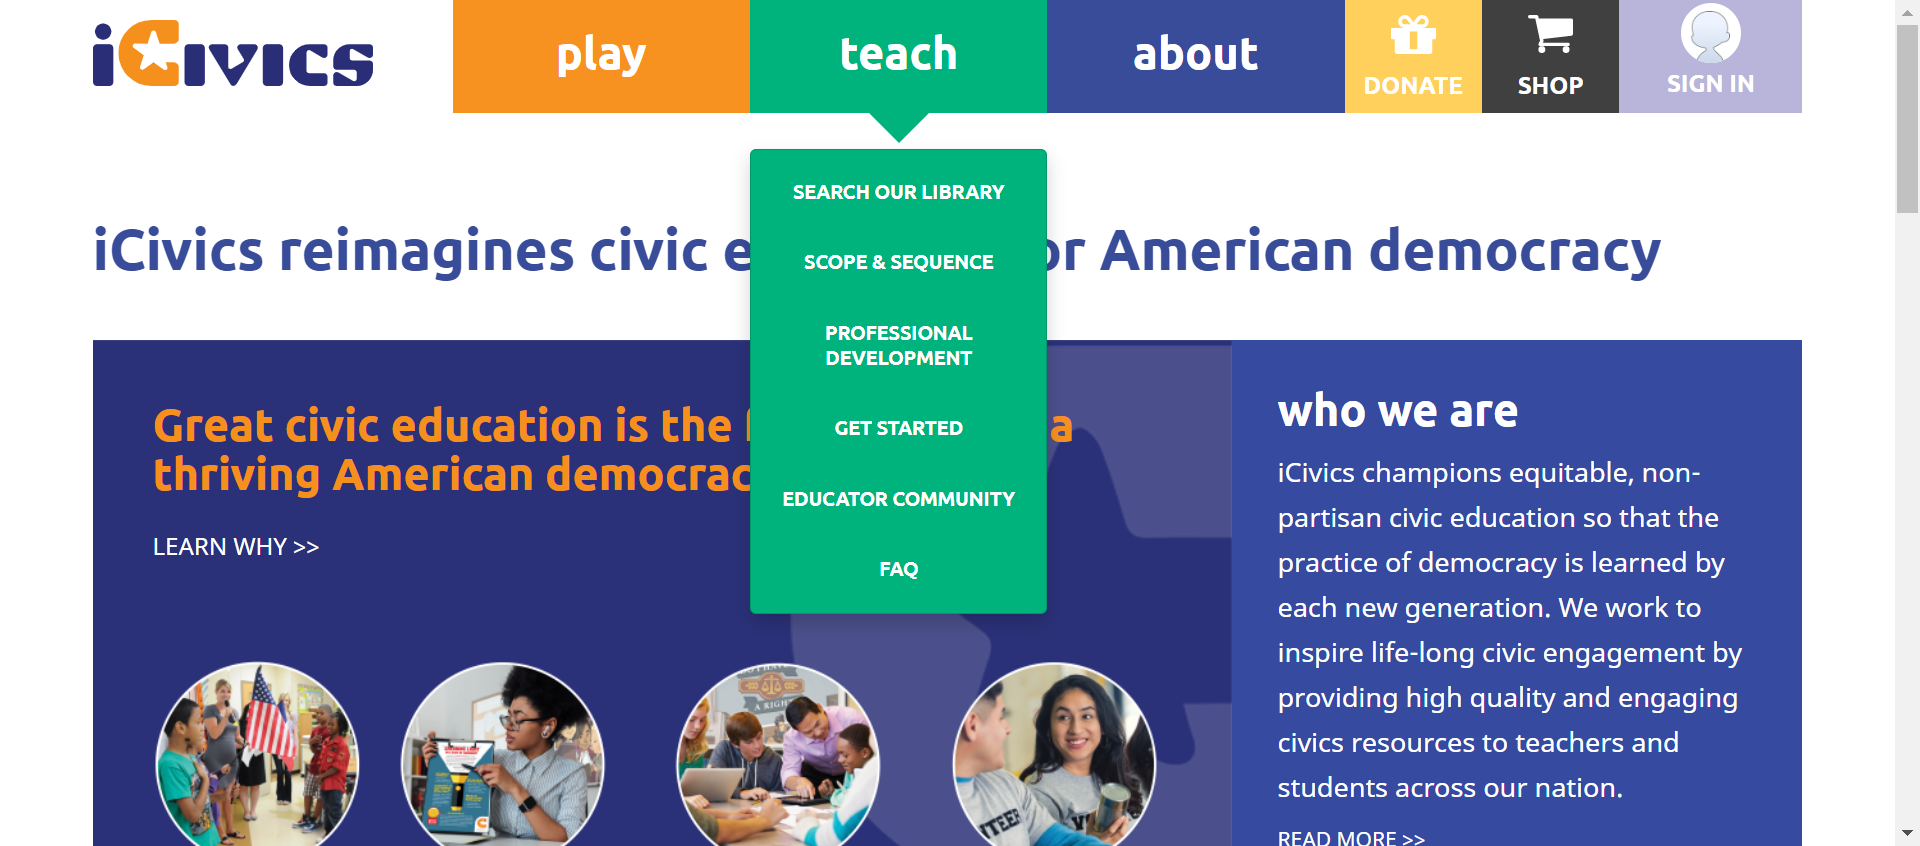 iCivics
play
teach
about
DONATE
SHOP
SIGN IN
SEARCH OUR LIBRARY
SCOPE & SEQUENCE
PROFESSIONAL
DEVELOPMENT
GET STARTED
EDUCATOR COMMUNITY
FAQ
iCivics reimagines civic American democracy
Great civic education is the a
thriving American
LEARN WHY >>
who we are
iCivics champions equitable, non-
partisan civic education so that the
practice of democracy is learned by
each new generation. We work to
inspire life-long civic engagement by
providing high quality and engaging
civics resources to teachers and
students across our nation.
READ MORE >>